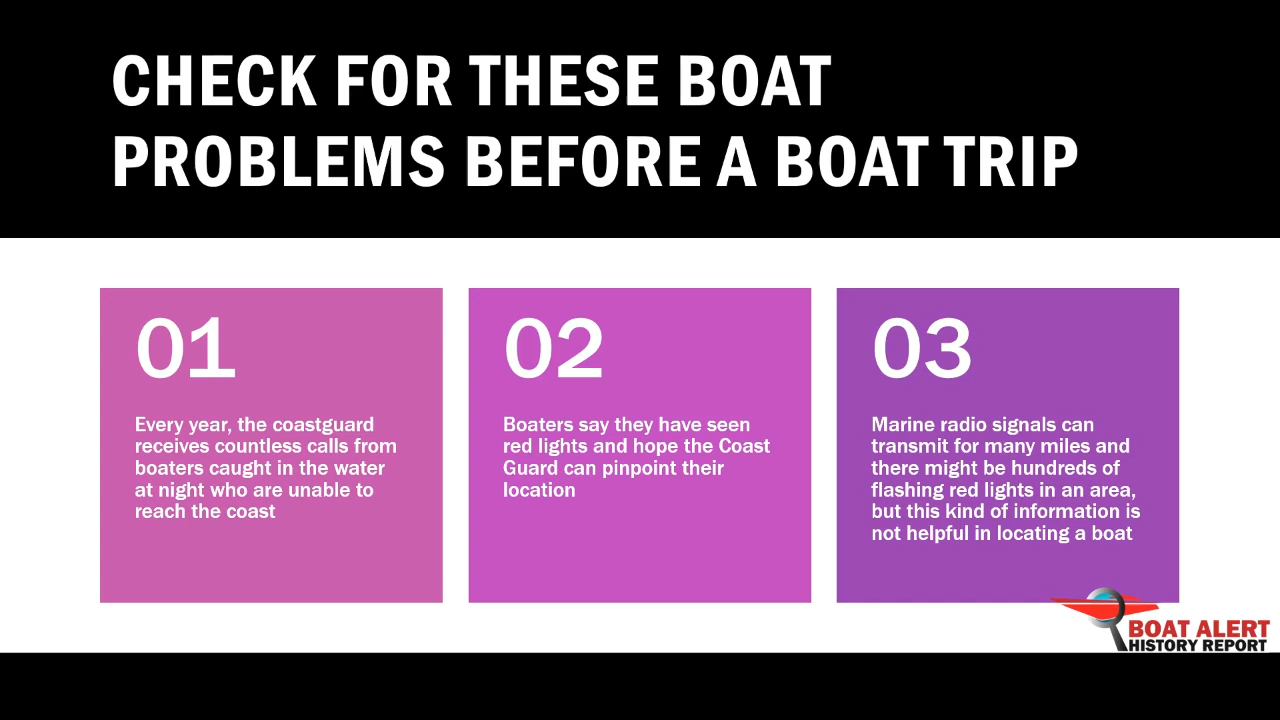 CHECK FOR THESE BOAT
PROBLEMS BEFORE A BOAT TRIP
01
Every year, the coastguard
receives countless calls from
boaters caught in the water
at night who are unable to
reach the coast
02
Boaters say they have seen
red lights and hope the Coast
Guard can pinpoint their
location
03
Marine radio signals can
transmit for many miles and
there might be hundreds of
flashing red lights in an area,
but this kind of information is
not helpful in locating a boat
BOAT ALERT
HISTORY REPORT